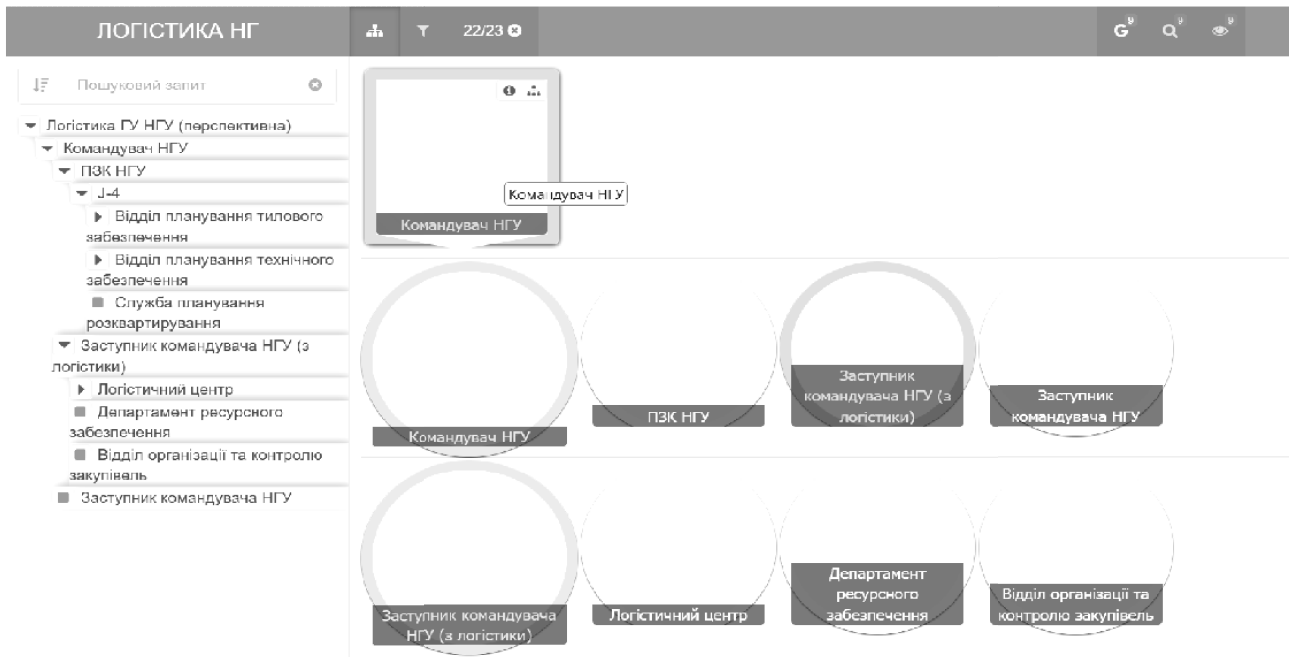 ЛОГІСТИКА НГ
22/23
G 9
9
9
Пошуковий запит
Логістика ГУ НГУ (перспективна)
Командувач НГУ
ПЗК НГУ
J-4
Відділ планування тилового
забезпечення
Відділ планування технічного
забезпечення
Служба планування
розквартирування
Заступник командувача НГУ (з
логістики)
Логістичний центр
Департамент ресурсного
забезпечення
Відділ організації та контролю
закупівель
Заступник командувача НГУ
Командувач НГУ
Командувач НГУ
Командувач НГУ
ПЗК НГУ
Заступник
командувача НГУ (з
логістики)
Заступник
командувача НГУ
Заступник командувача
НГУ (з логістики)
Логістичний центр
Департамент
ресурсного
забезпечення
Відділ організації та
контролю закупівель